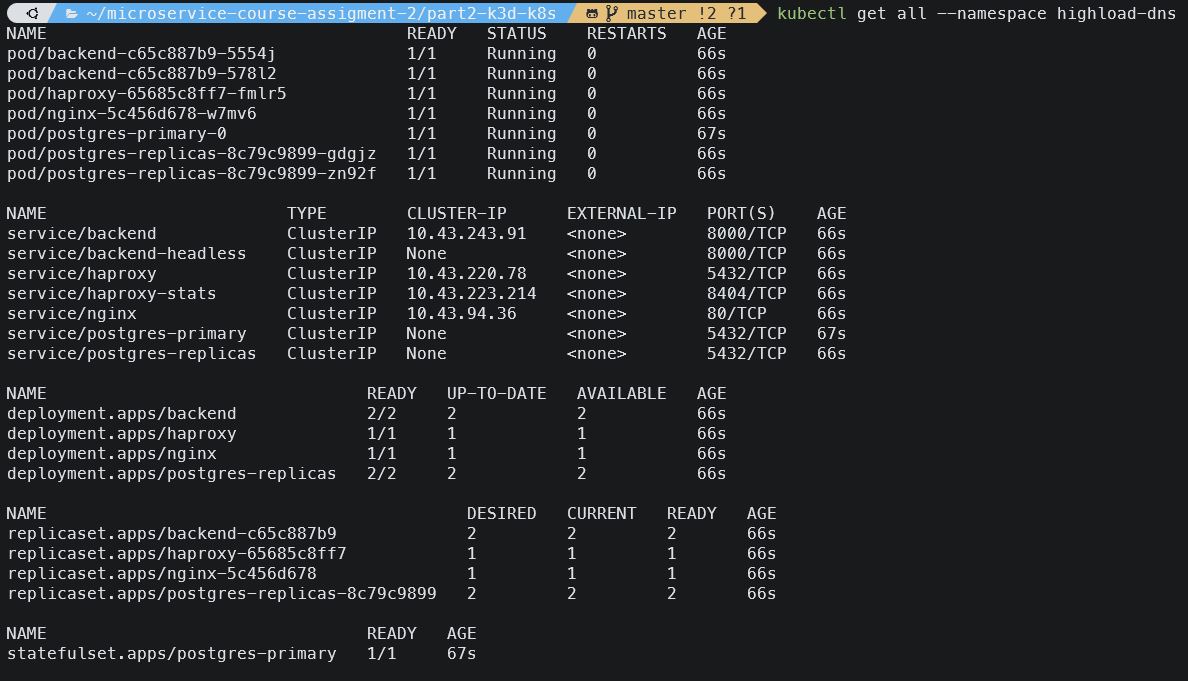 ~/microservice-course-assigment-2/part2-k3d-k8s master !2 ?1 kubectl get all --namespace highload-dns
NAME READY STATUS RESTARTS AGE
pod/backend-c65c887b9-5554j 1/1 Running 0 66s
pod/backend-c65c887b9-578l2 1/1 Running 0 66s
pod/haproxy-65685c8ff7-fmlr5 1/1 Running 0 66s
pod/nginx-5c456d678-w7mv6 1/1 Running 0 66s
pod/postgres-primary-0 1/1 Running 0 67s
pod/postgres-replicas-8c79c9899-gdgjz 1/1 Running 0 66s
pod/postgres-replicas-8c79c9899-zn92f 1/1 Running 0 66s
NAME TYPE CLUSTER-IP EXTERNAL-IP PORT(S) AGE
service/backend ClusterIP 10.43.243.91 <none> 8000/TCP 66s
service/backend-headless ClusterIP None <none> 8000/TCP 66s
service/haproxy ClusterIP 10.43.220.78 <none> 5432/TCP 66s
service/haproxy-stats ClusterIP 10.43.223.214 <none> 8404/TCP 66s
service/nginx ClusterIP 10.43.94.36 <none> 80/TCP 66s
service/postgres-primary ClusterIP None <none> 5432/TCP 67s
service/postgres-replicas ClusterIP None <none> 5432/TCP 66s
NAME READY UP-TO-DATE AVAILABLE AGE
deployment.apps/backend 2/2 2 2 66s
deployment.apps/haproxy 1/1 1 1 66s
deployment.apps/nginx 1/1 1 1 66s
deployment.apps/postgres-replicas 2/2 2 2 66s
NAME DESIRED CURRENT READY AGE
replicaset.apps/backend-c65c887b9 2 2 2 66s
replicaset.apps/haproxy-65685c8ff7 1 1 1 66s
replicaset.apps/nginx-5c456d678 1 1 1 66s
replicaset.apps/postgres-replicas-8c79c9899 2 2 2 66s
NAME READY AGE
statefulset.apps/postgres-primary 1/1 67s